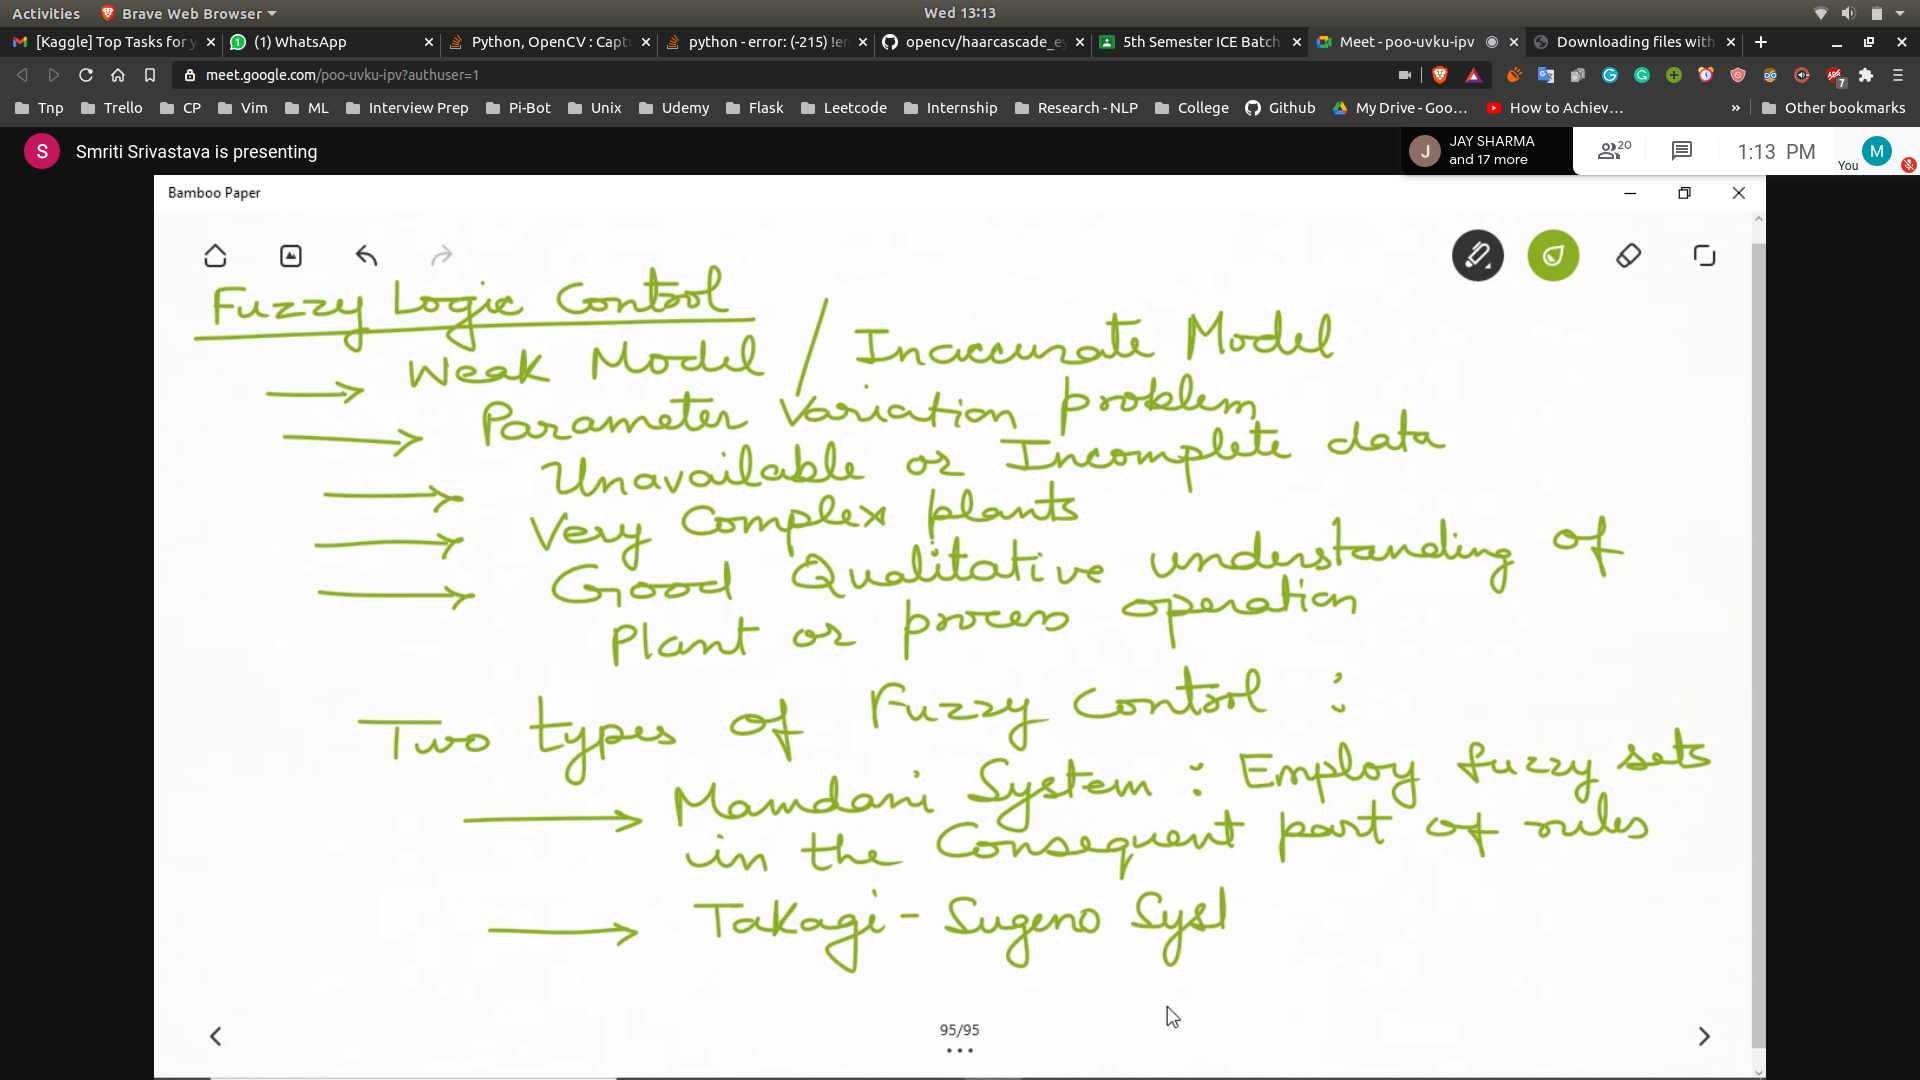 Activities Brave Web Browser Wed 13:13
[Kaggle] Top Tasks for y (1) WhatsApp Python, OpenCV : Captu python - error: (-215) !em opencv/haarcascade_ey 5th Semester ICE Batch Meet - poo-uvku-ipv Downloading files with
meet.google.com/poo-uvku-ipv?authuser=1 7
Tnp Trello CP Vim ML Interview Prep Pi-Bot Unix Udemy Flask Leetcode Internship Research - NLP College Github My Drive - Goo... How to Achiev... » Other bookmarks
S Smriti Srivastava is presenting J JAY SHARMA and 17 more 20 1:13 PM You M
Bamboo Paper
Fuzzy Logic Control
Weak Model / Inaccurate Model
Parameter Variation problem
Unavailable or Incomplete data
Very Complex plants
Good Qualitative understanding of
Plant or process operation
Two types of Fuzzy Control :
Mamdani System : Employ fuzzy sets
in the Consequent part of rules
Takagi - Sugeno Syst
95/95